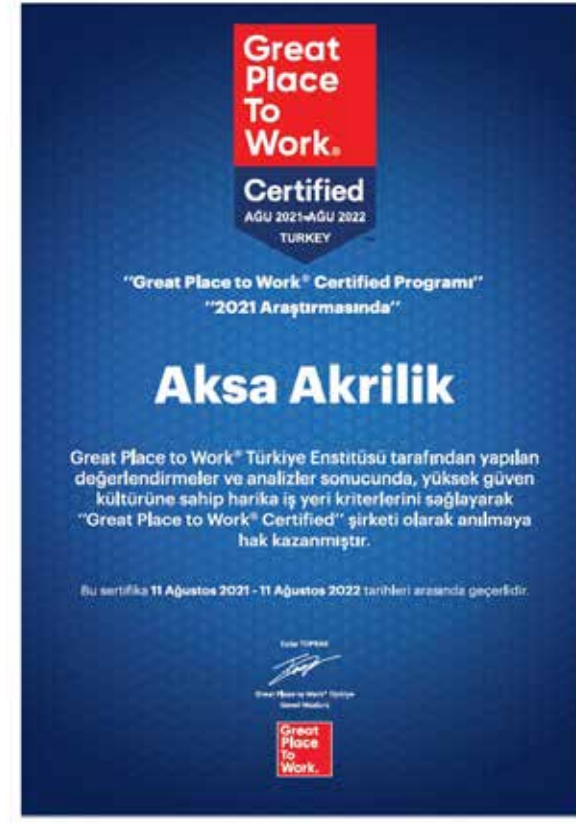 Great
Place
To
Work®
Certified
AĞU 2021-AĞU 2022
TURKEY
"Great Place to Work® Certified Programı"
"2021 Araştırmasında"
Aksa Akrilik
Great Place to Work® Türkiye Enstitüsü tarafından yapılan
değerlendirmeler ve analizler sonucunda, yüksek güven
kültürüne sahip harika iş yeri kriterlerini sağlayarak
"Great Place to Work® Certified" şirketi olarak anılmaya
hak kazanmıştır.
Bu sertifika 11 Ağustos 2021 - 11 Ağustos 2022 tarihleri arasında geçerlidir.
TOPRAK
Great Place to Work® Türkiye
Genel Müdürü
Great
Place
To
Work.